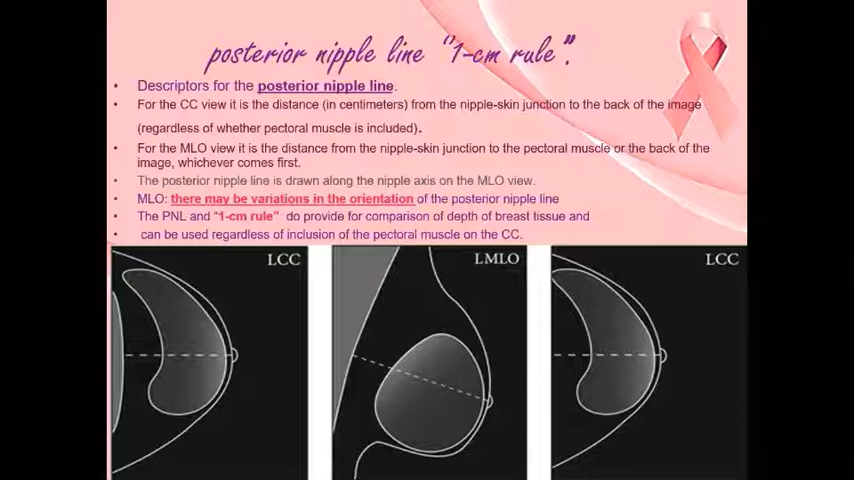 posterior nipple line "1-cm rule".
• Descriptors for the posterior nipple line.
• For the CC view it is the distance (in centimeters) from the nipple-skin junction to the back of the image
(regardless of whether pectoral muscle is included).
• For the MLO view it is the distance from the nipple-skin junction to the pectoral muscle or the back of the
image, whichever comes first.
• The posterior nipple line is drawn along the nipple axis on the MLO view.
• MLO: there may be variations in the orientation of the posterior nipple line
• The PNL and "1-cm rule" do provide for comparison of depth of breast tissue and
• can be used regardless of inclusion of the pectoral muscle on the CC.
LCC
LMLO
LCC